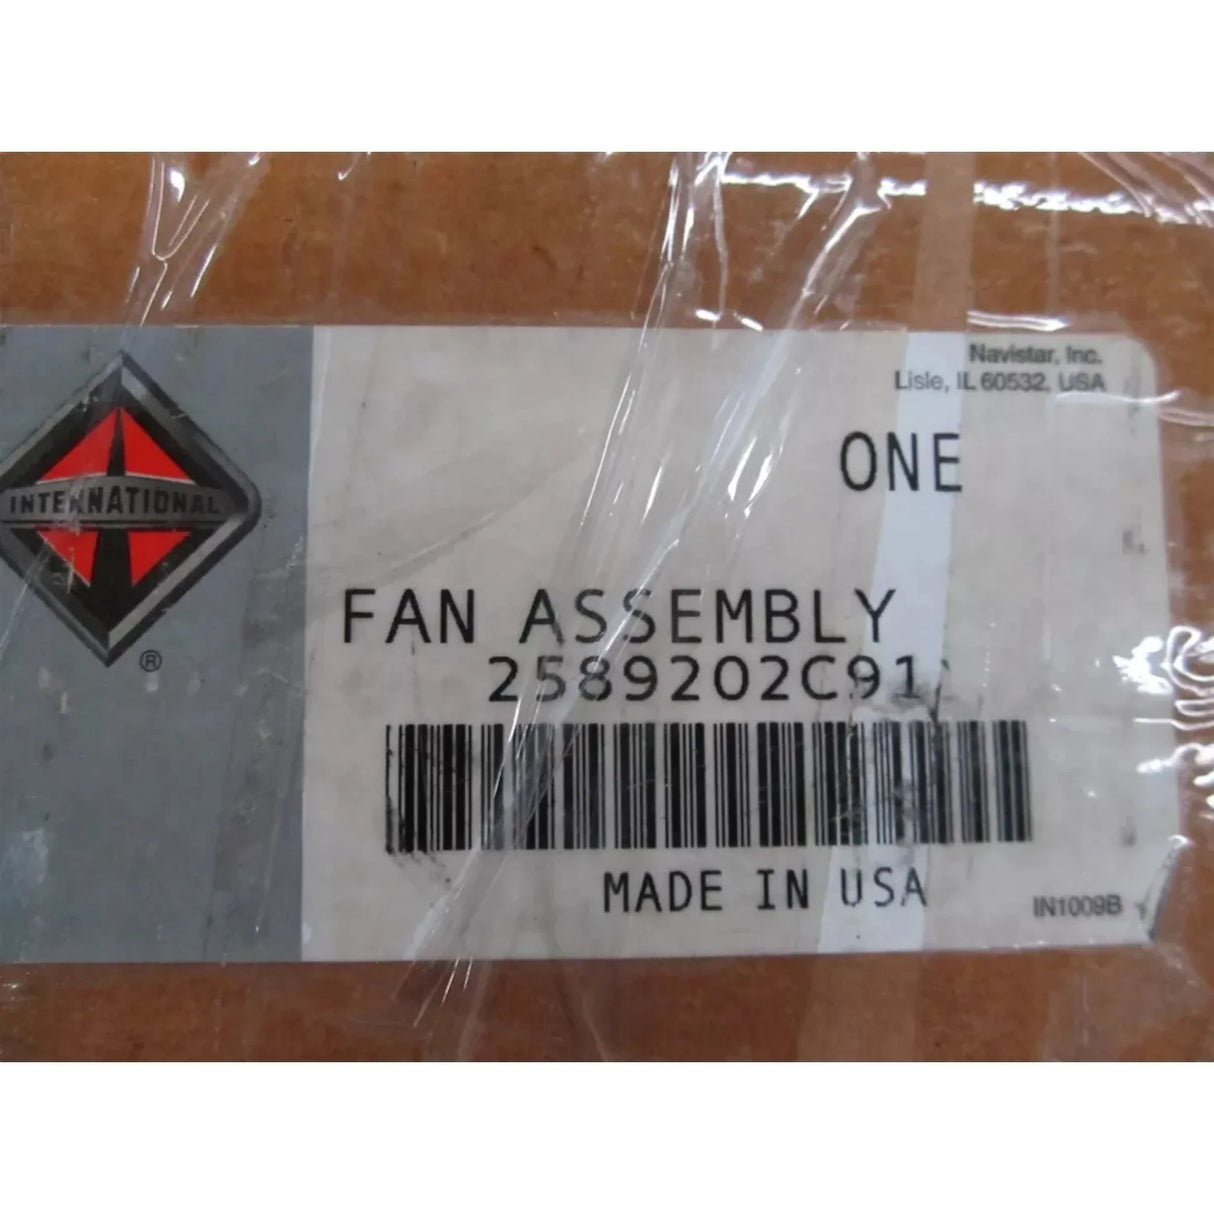 Navistar, Inc.
Lisle, IL 60532, USA
ONE
INTERNATIONAL
®
FAN ASSEMBLY
2589202C91
MADE IN USA
IN1009B